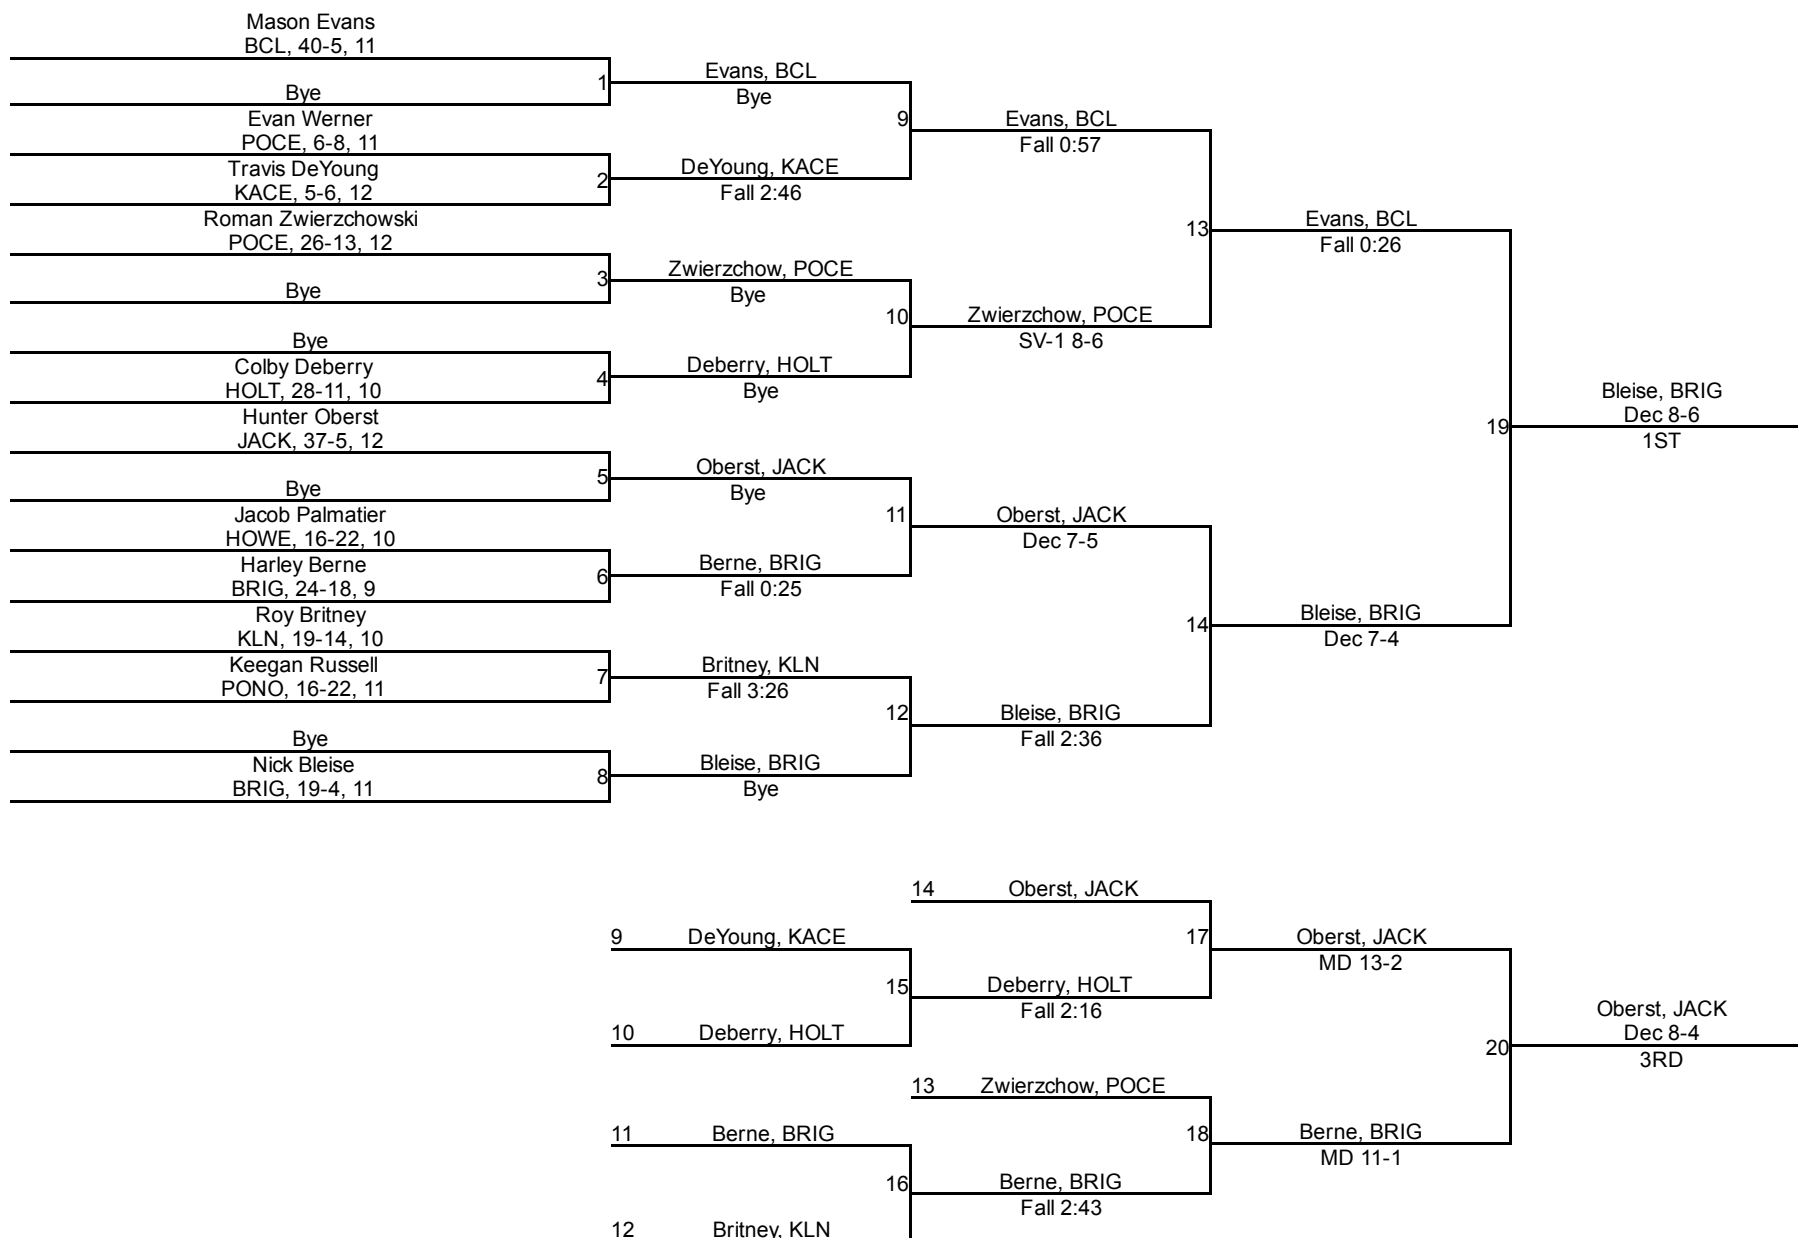 Mason Evans
BCL, 40-5, 11
Bye
1
Evan Werner
POCE, 6-8, 11
Travis DeYoung
KACE, 5-6, 12
2
Roman Zwierzchowski
POCE, 26-13, 12
Bye
3
Bye
Colby Deberry
HOLT, 28-11, 10
4
Hunter Oberst
JACK, 37-5, 12
Bye
5
Jacob Palmatier
HOWE, 16-22, 10
Harley Berne
BRIG, 24-18, 9
6
Roy Britney
KLN, 19-14, 10
Keegan Russell
PONO, 16-22, 11
7
Bye
Nick Bleise
BRIG, 19-4, 11
8
Evans, BCL
Bye
9
DeYoung, KACE
Fall 2:46
Zwierzchow, POCE
Bye
10
Deberry, HOLT
Bye
Oberst, JACK
Bye
11
Berne, BRIG
Fall 0:25
Britney, KLN
Fall 3:26
12
Bleise, BRIG
Bye
Evans, BCL
Fall 0:57
13
Zwierzchow, POCE
SV-1 8-6
Oberst, JACK
Dec 7-5
14
Bleise, BRIG
Fall 2:36
Evans, BCL
Fall 0:26
19
Bleise, BRIG
Dec 7-4
Bleise, BRIG
Dec 8-6
1ST
9 DeYoung, KACE
15
10 Deberry, HOLT
11 Berne, BRIG
16
12 Britney, KLN
14 Oberst, JACK
17
Deberry, HOLT
Fall 2:16
13 Zwierzchow, POCE
18
Berne, BRIG
Fall 2:43
Oberst, JACK
MD 13-2
20
Berne, BRIG
MD 11-1
Oberst, JACK
Dec 8-4
3RD